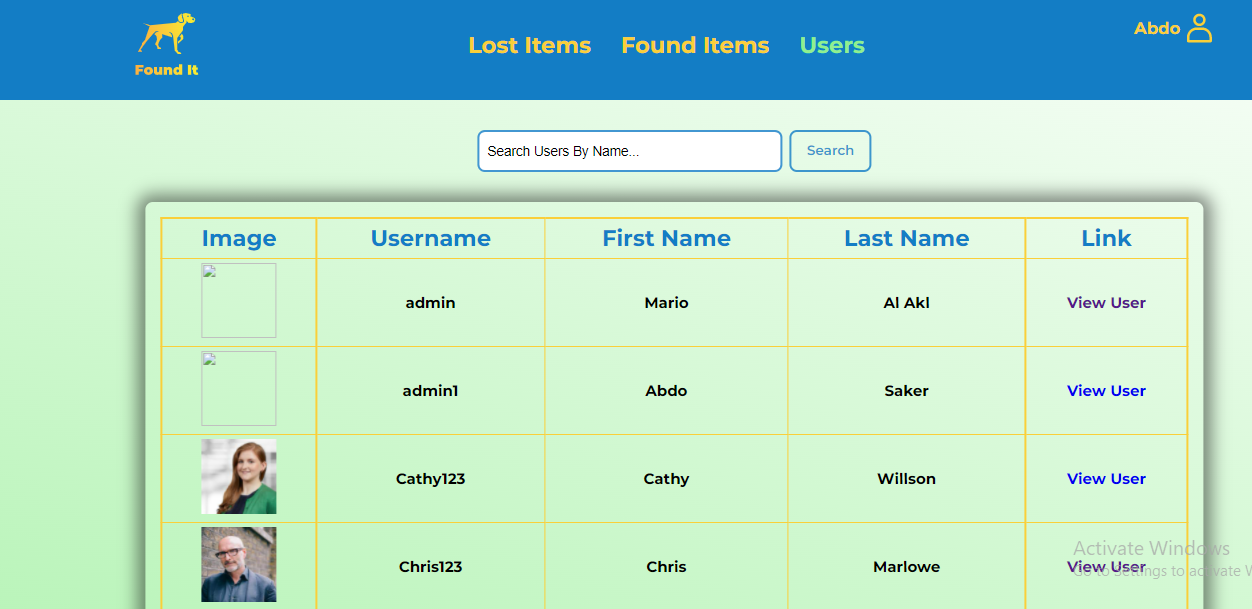 Abdo
Lost Items Found Items Users
Found It
Search Users By Name... Search
Image Username First Name Last Name Link
admin Mario Al Akl View User
admin1 Abdo Saker View User
Cathy123 Cathy Willson View User
Activate Windows
Chris123 Chris Marlowe View User
Go to Settings to activate W